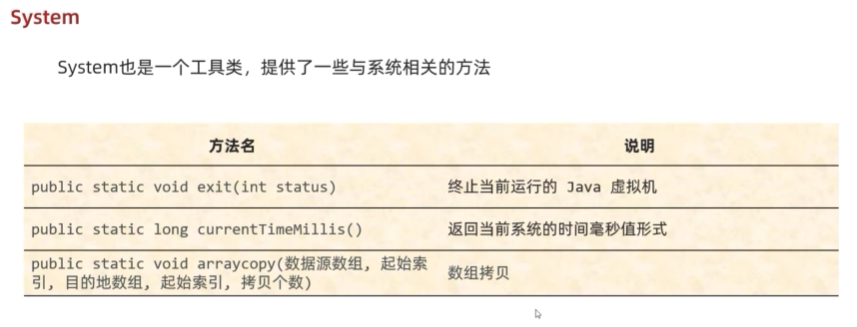 System
System也是一个工具类，提供了一些与系统相关的方法
方法名 说明
public static void exit(int status) 终止当前运行的 Java 虚拟机
public static long currentTimeMillis() 返回当前系统的时间毫秒值形式
public static void arraycopy(数据源数组, 起始索
引, 目的地数组, 起始索引, 拷贝个数) 数组拷贝